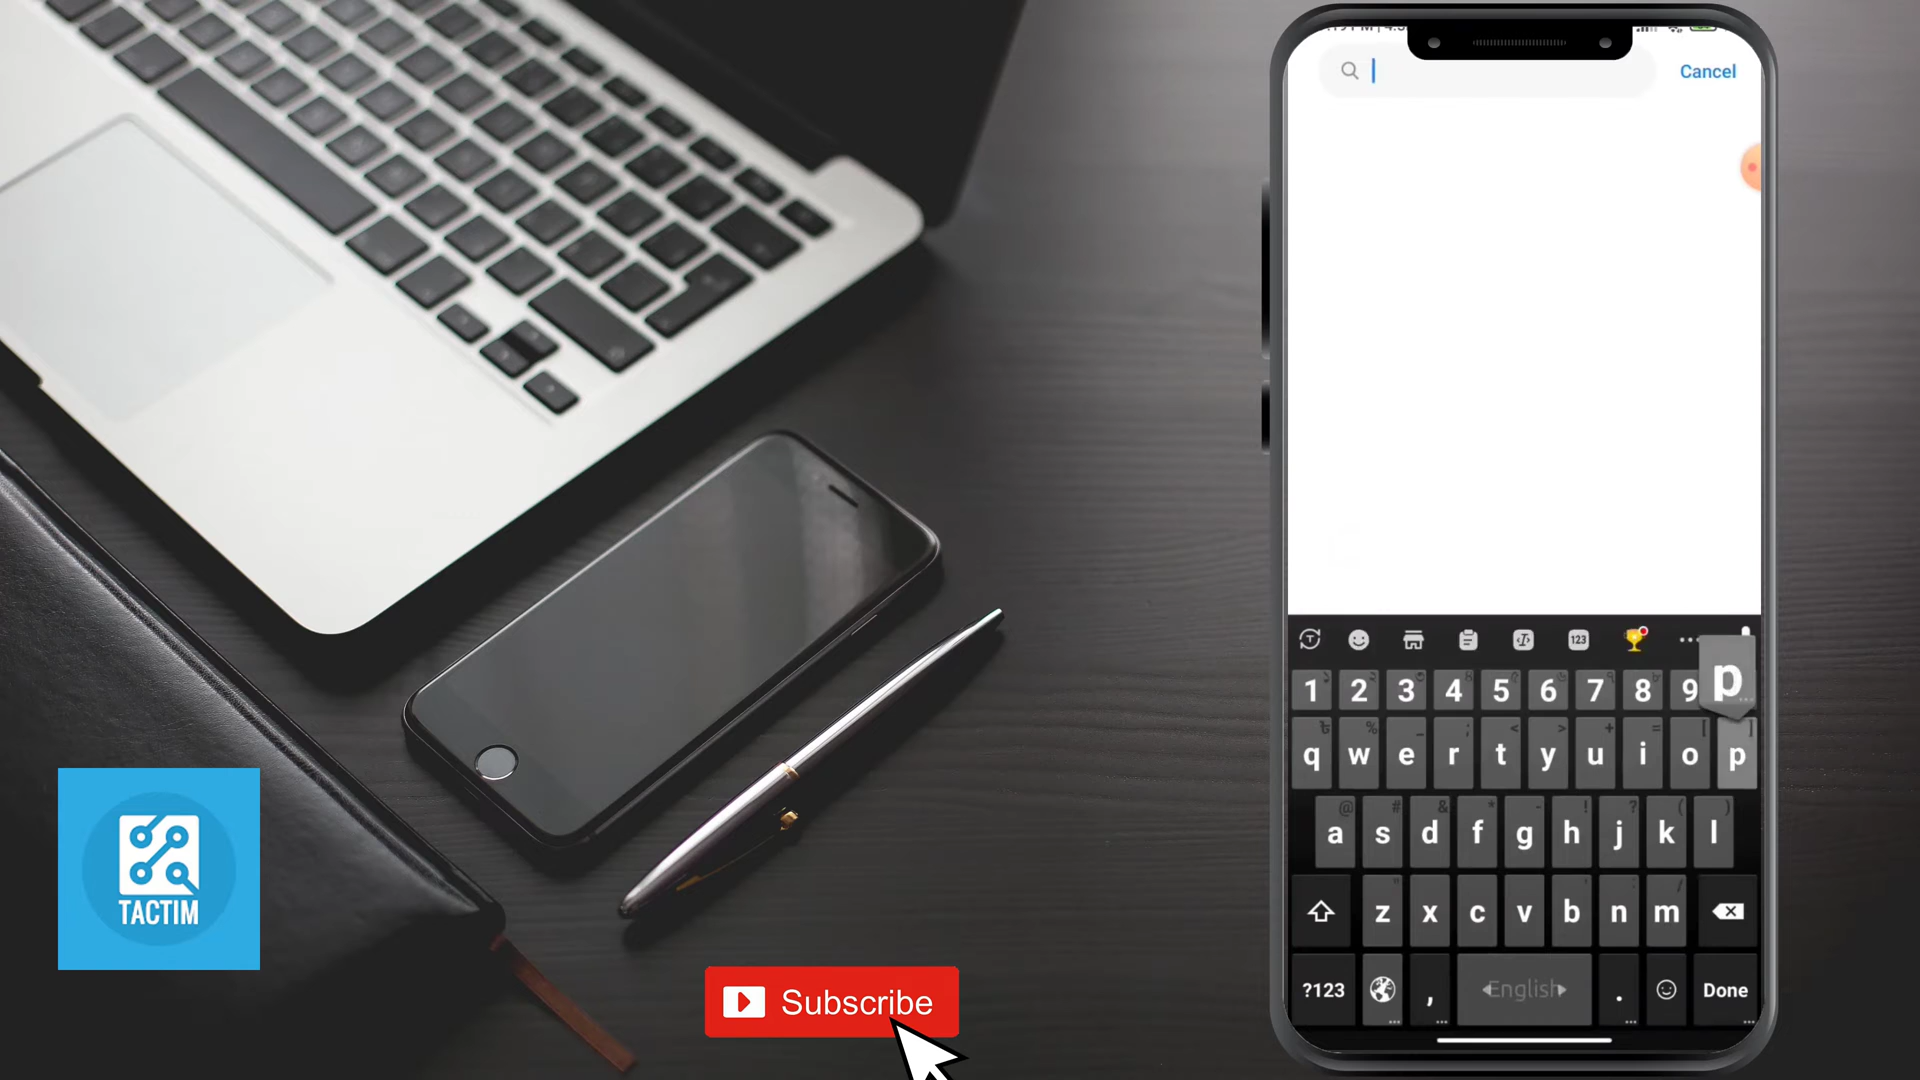 Cancel
p
1 2 3 4 5 6 7 8 9
q w e r t y u i o p
a s d f g h j k l
z x c v b n m
?123 , English . Done
TACTIM
Subscribe